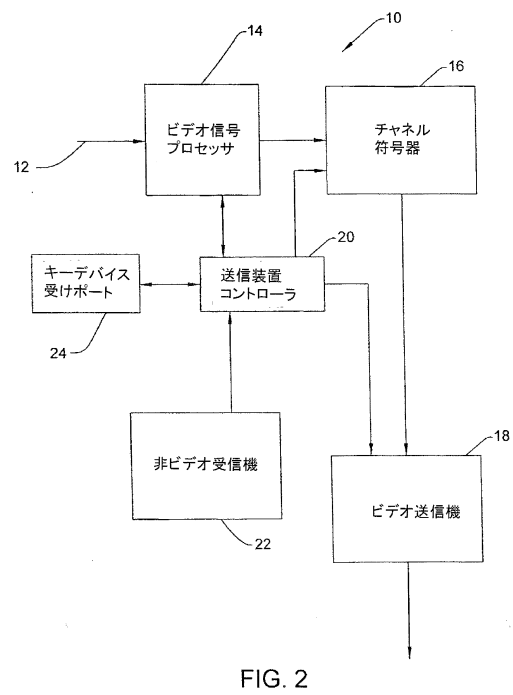 10
14
16
ビデオ信号
プロセッサ
チャネル
符号器
12
20
キーデバイス
受けポート
送信装置
コントローラ
24
18
非ビデオ受信機
ビデオ送信機
22
FIG. 2